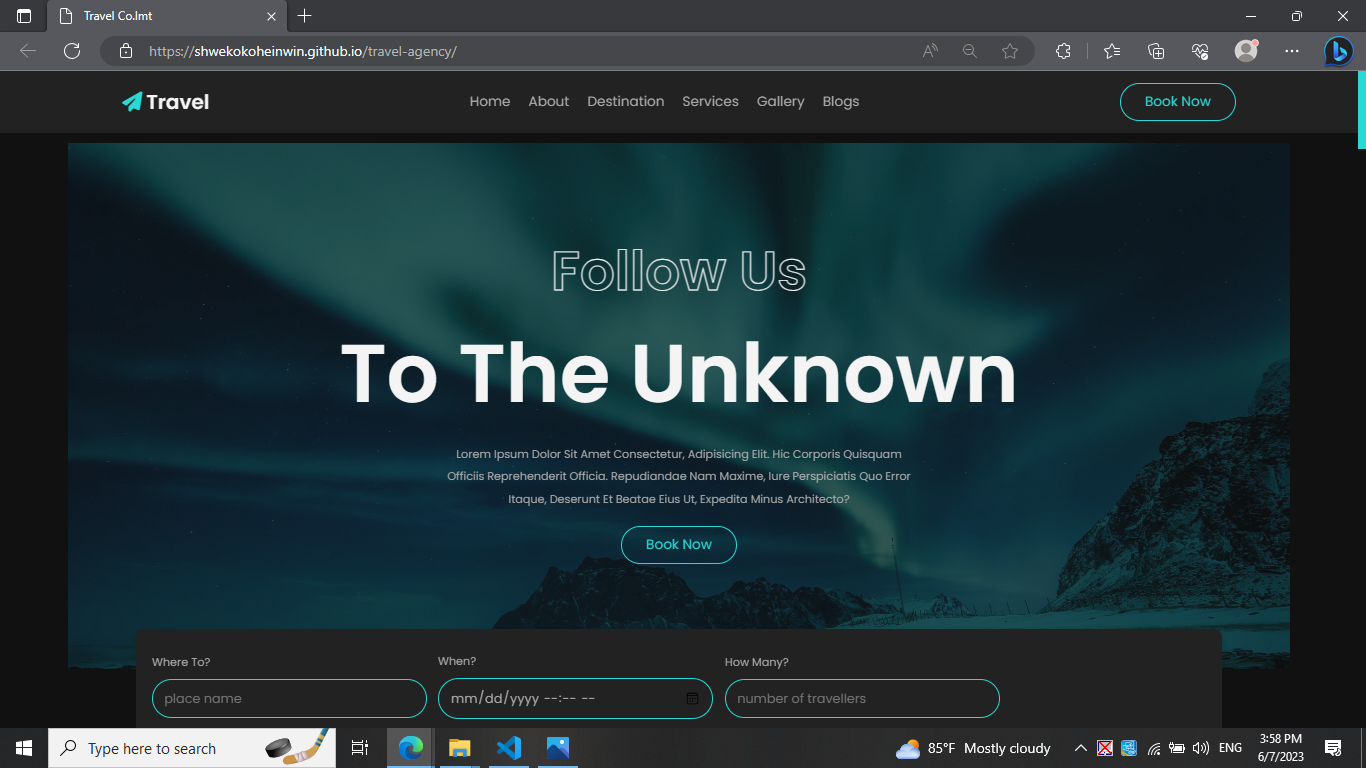 Travel Co.lmt
https://shwekokoheinwin.github.io/travel-agency/
Travel
Home About Destination Services Gallery Blogs
Book Now
Follow Us
To The Unknown
Lorem Ipsum Dolor Sit Amet Consectetur, Adipisicing Elit. Hic Corporis Quisquam
Officiis Reprehenderit Officia. Repudiandae Nam Maxime, Iure Perspiciatis Quo Error
Itaque, Deserunt Et Beatae Eius Ut, Expedita Minus Architecto?
Book Now
Where To?
When?
How Many?
place name
mm/dd/yyyy --:-- --
number of travellers
Type here to search
85°F Mostly cloudy
ENG
3:58 PM
6/7/2023